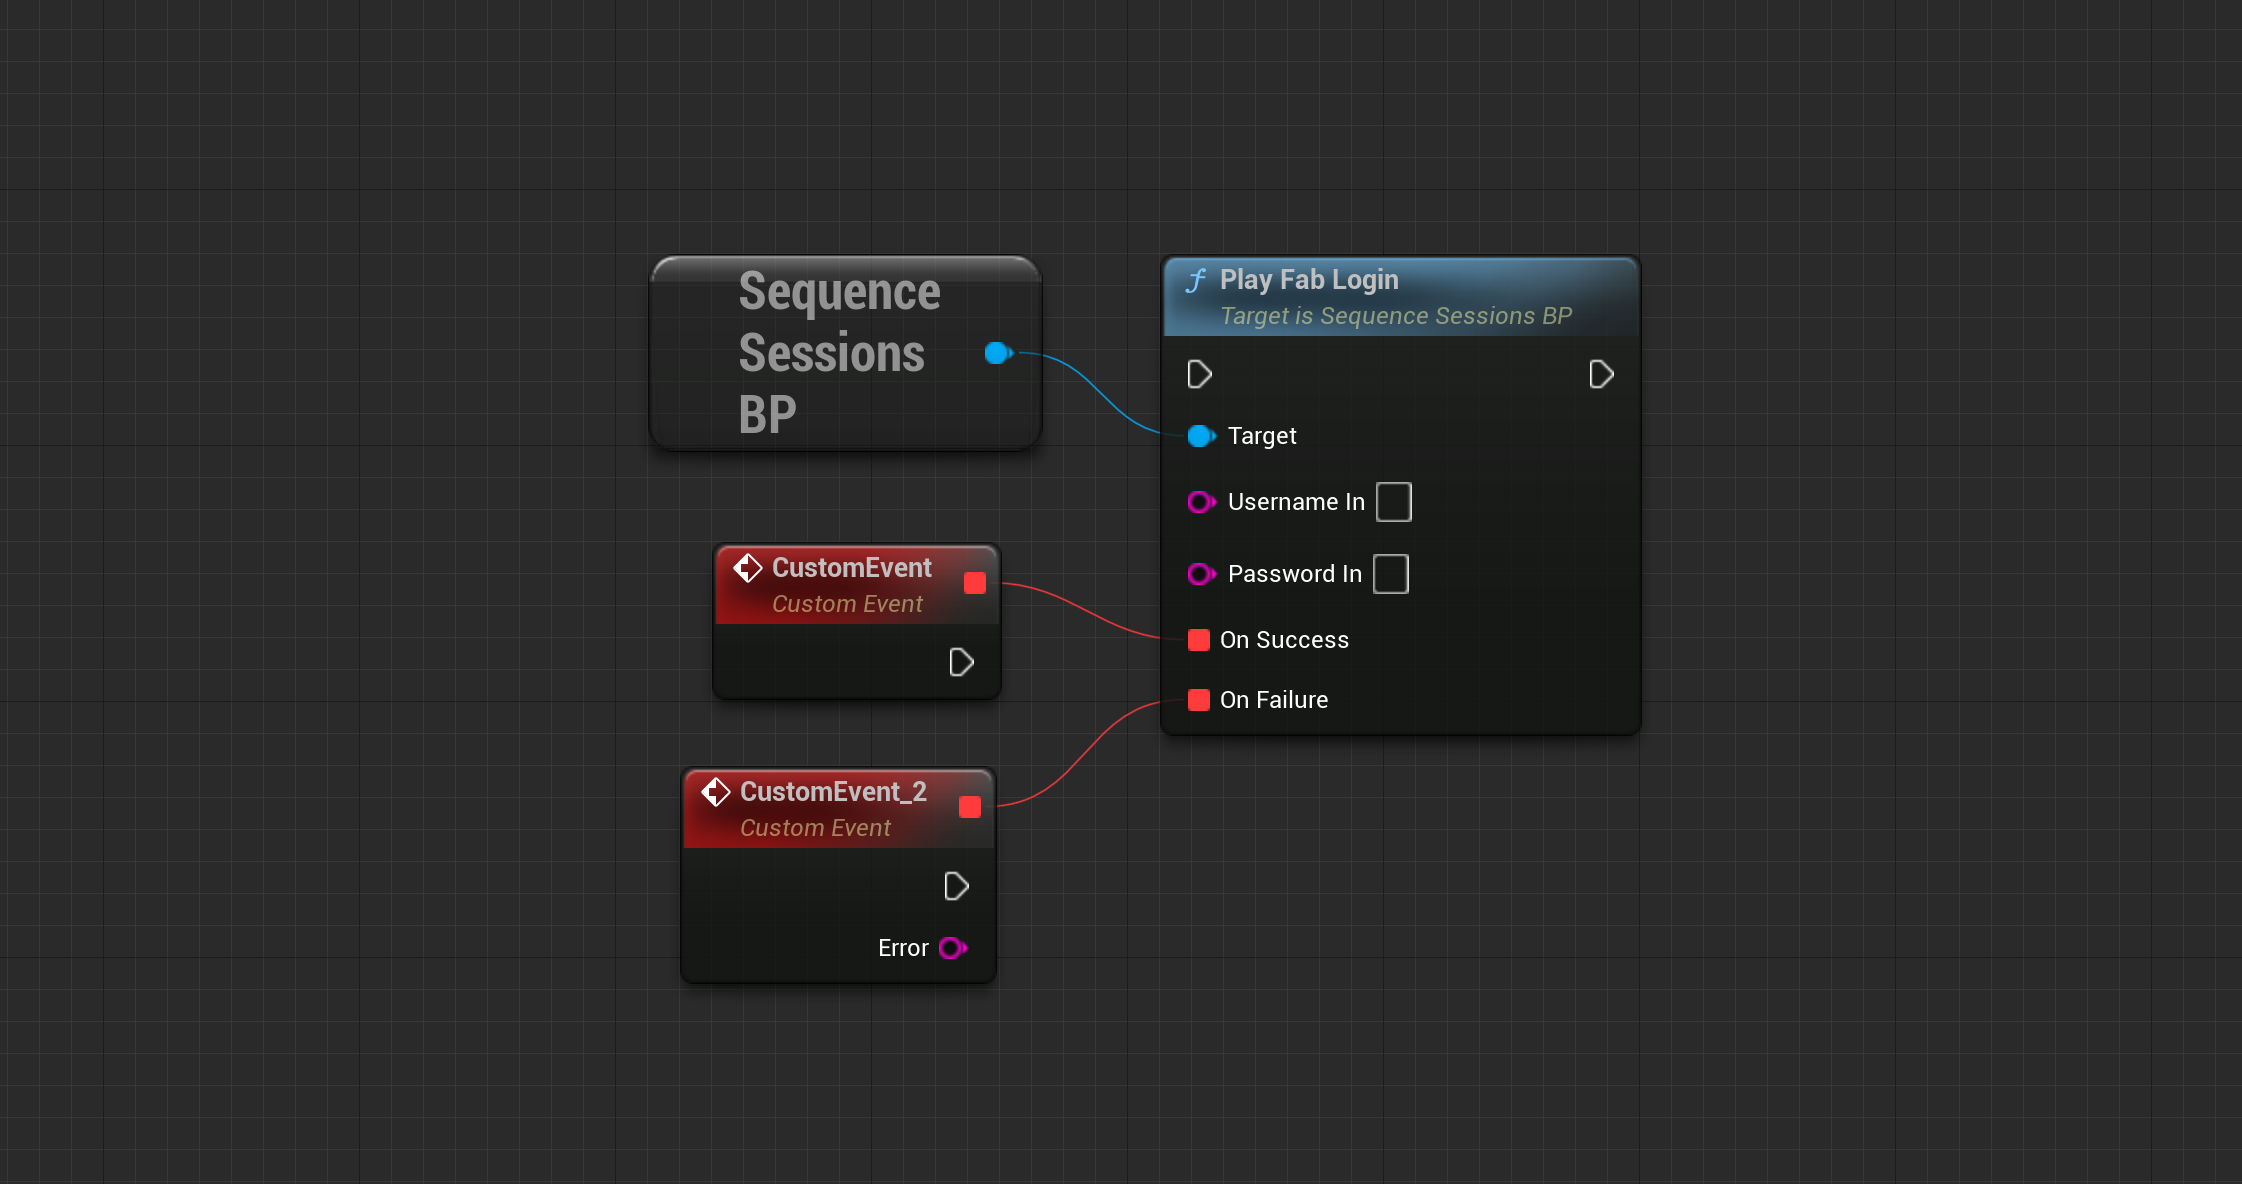 Sequence
Sessions
BP
Play Fab Login
Target is Sequence Sessions BP
Target
Username In
Password In
On Success
On Failure
CustomEvent
Custom Event
CustomEvent_2
Custom Event
Error